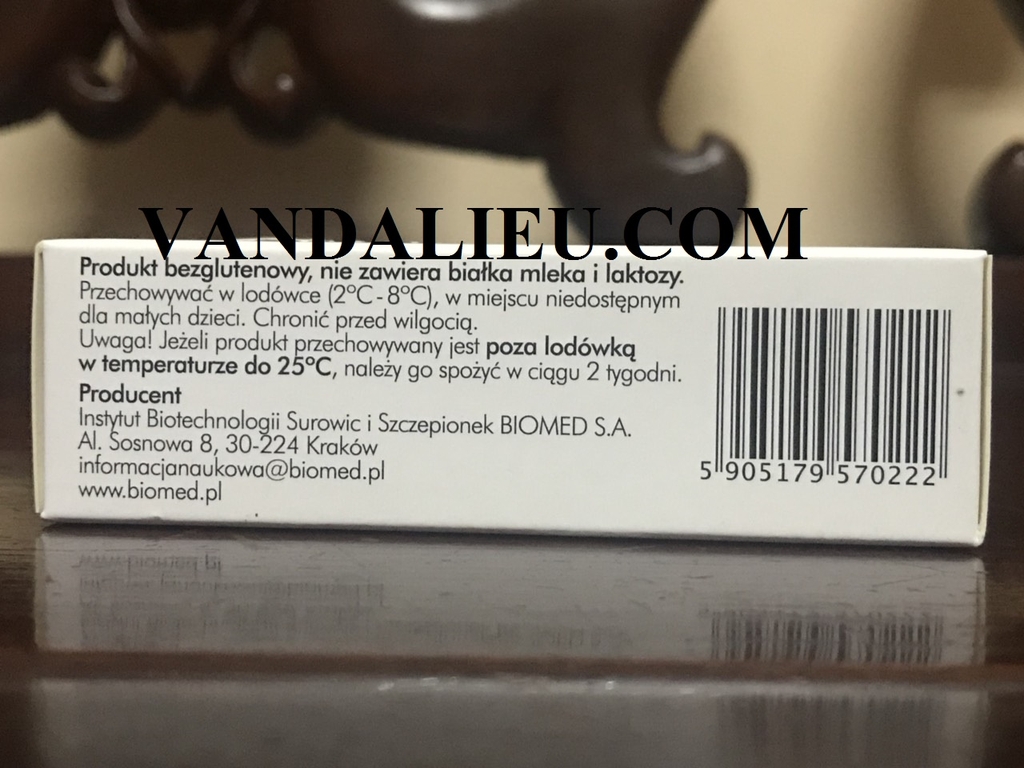 VANDALIEU.COM
Produkt bezglutenowy, nie zawiera białka mleka i laktozy.
Przechowywać w lodówce (2°C-8°C), w miejscu niedostępnym
dla małych dzieci. Chronić przed wilgocią.
Uwaga! Jeżeli produkt przechowywany jest poza lodówką
w temperaturze do 25°C, należy go spożyć w ciągu 2 tygodni.
Producent
Instytut Biotechnologii Surowic i Szczepionek BIOMED S.A.
Al. Sosnowa 8, 30-224 Kraków
informacjanaukowa@biomed.pl
www.biomed.pl
5 905179 570222